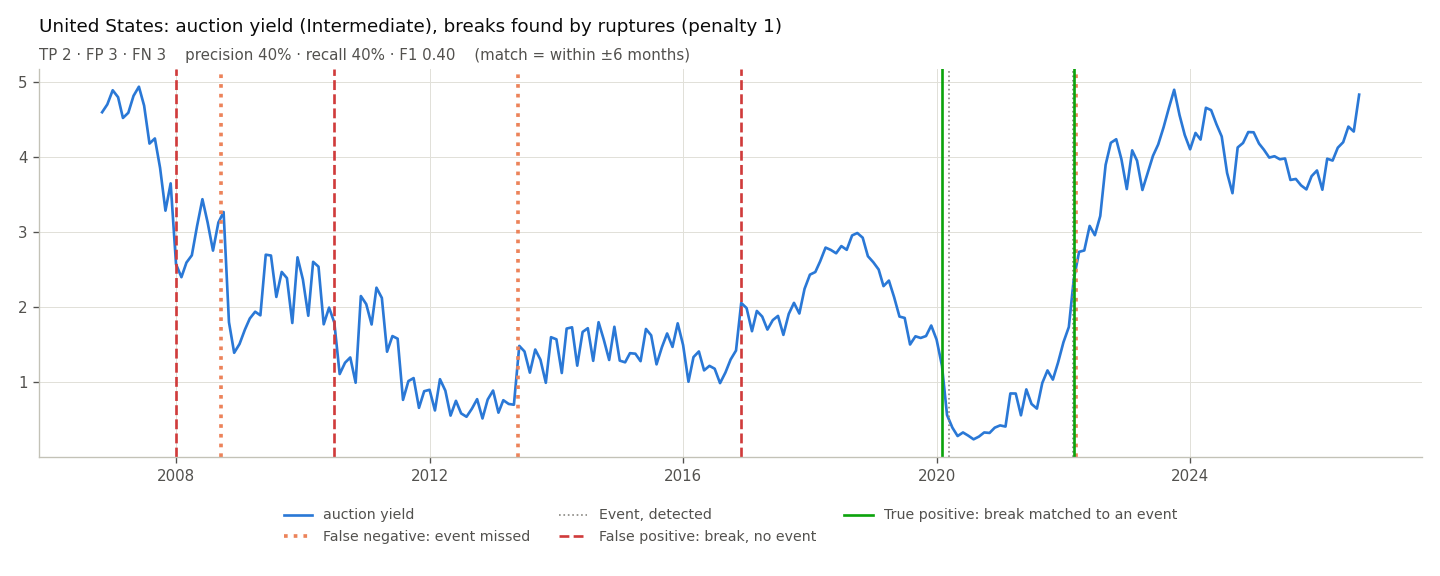 United States: auction yield (Intermediate), breaks found by ruptures (penalty 1)
TP 2 · FP 3 · FN 3    precision 40% · recall 40% · F1 0.40    (match = within ±6 months)
5
4
3
2
1
2008
2012
2016
2020
2024
auction yield
Event, detected
True positive: break matched to an event
False negative: event missed
False positive: break, no event